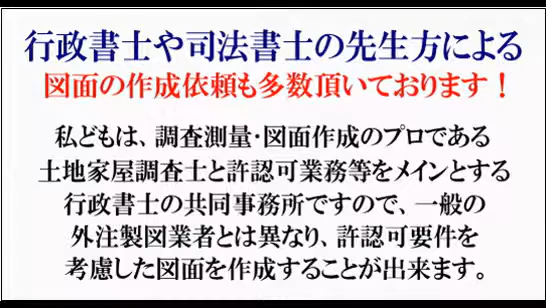 行政書士や司法書士の先生方による
図面の作成依頼も多数頂いております！
私どもは、調査測量・図面作成のプロである
土地家屋調査士と許認可業務等をメインとする
行政書士の共同事務所ですので、一般の
外注製図業者とは異なり、許認可要件を
考慮した図面を作成することが出来ます。